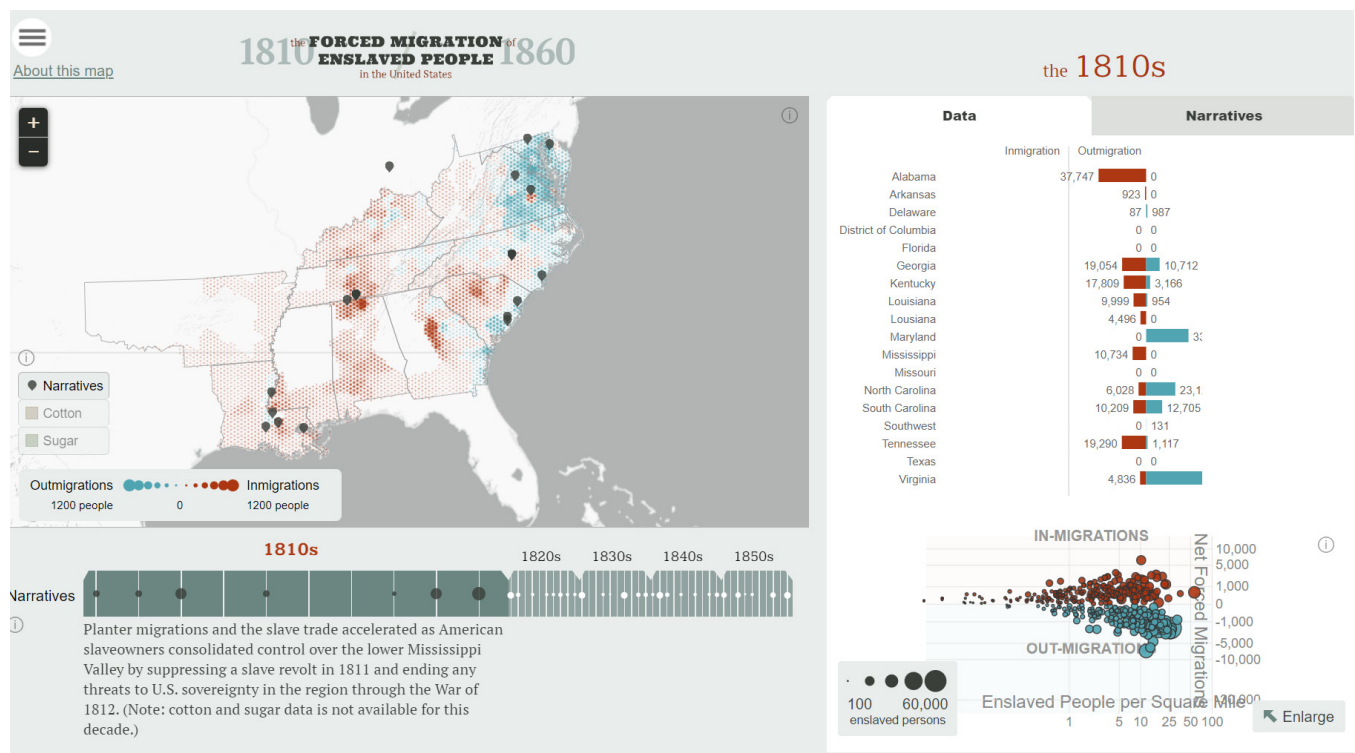 1810 the FORCED MIGRATION of 1860
ENSLAVED PEOPLE
in the United States
About this map
+
−
Narratives
Cotton
Sugar
Outmigrations Inmigrations
1200 people 0 1200 people
1810s
1820s 1830s 1840s 1850s
Narratives
Planter migrations and the slave trade accelerated as American
slaveowners consolidated control over the lower Mississippi
Valley by suppressing a slave revolt in 1811 and ending any
threats to U.S. sovereignty in the region through the War of
1812. (Note: cotton and sugar data is not available for this
decade.)
the 1810s
Data Narratives
Inmigration Outmigration
Alabama 37,747 0
Arkansas 923 0
Delaware 87 987
District of Columbia 0 0
Florida 0 0
Georgia 19,054 10,712
Kentucky 17,809 3,166
Louisiana 9,999 954
Lousiana 4,496 0
Maryland 0 33
Mississippi 10,734 0
Missouri 0 0
North Carolina 6,028 23,1
South Carolina 10,209 12,705
Southwest 0 131
Tennessee 19,290 1,117
Texas 0 0
Virginia 4,836
IN-MIGRATIONS
OUT-MIGRATION
Net Forced Migrations
10,000
5,000
1,000
0
-1,000
-5,000
-10,000
Enslaved People per Square Mile
1 5 10 25 50 100
100 60,000
enslaved persons
Enlarge